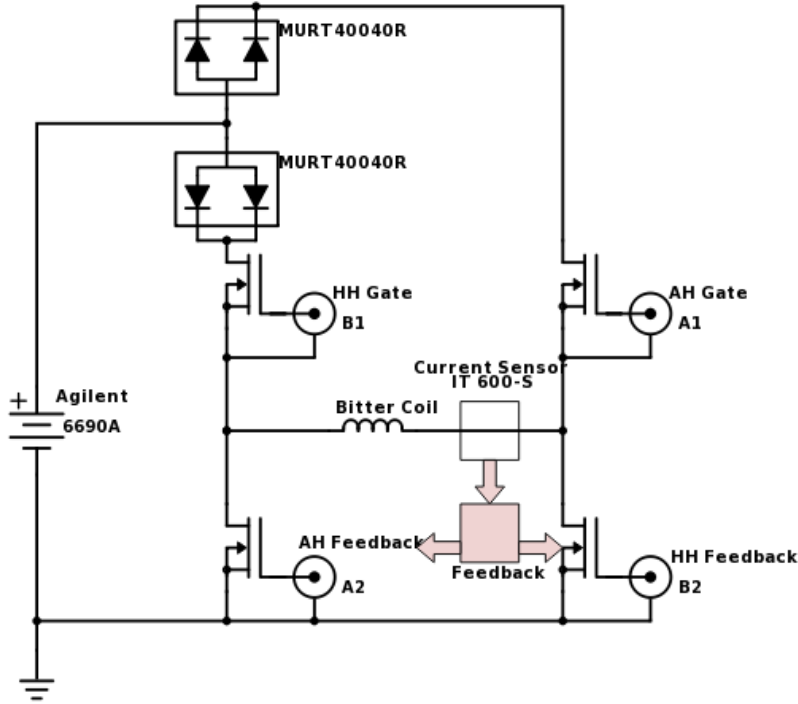 MURT40040R
MURT40040R
HH Gate
B1
AH Gate
A1
Current Sensor
IT 600-S
+
Agilent
6690A
Bitter Coil
AH Feedback
A2
Feedback
HH Feedback
B2